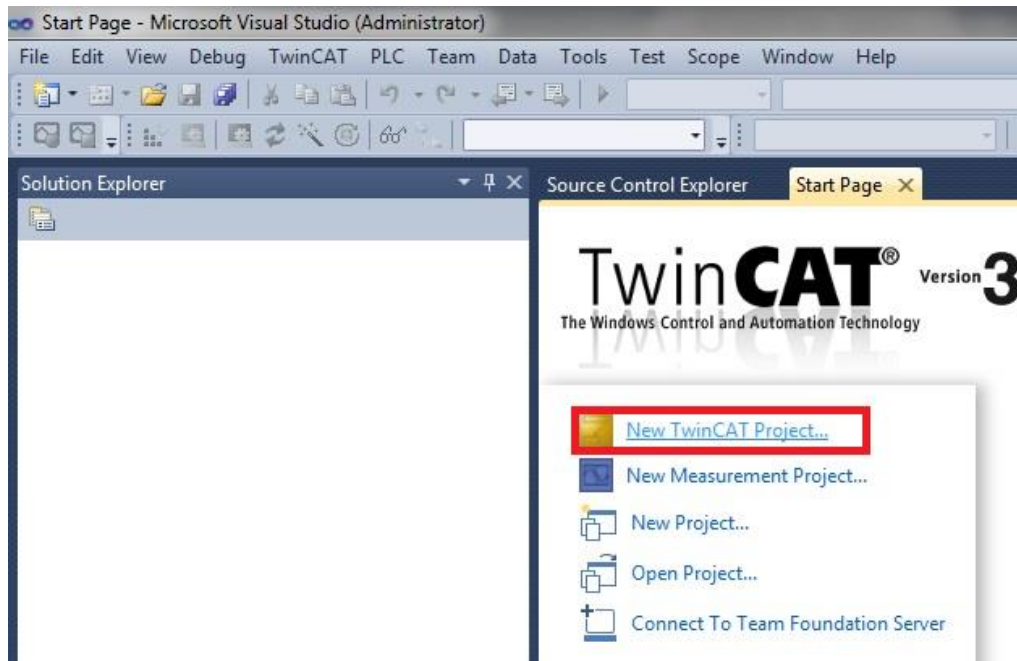 Start Page - Microsoft Visual Studio (Administrator)
File Edit View Debug TwinCAT PLC Team Data Tools Test Scope Window Help
Solution Explorer
Source Control Explorer Start Page
TwinCAT® Version 3
The Windows Control and Automation Technology
New TwinCAT Project...
New Measurement Project...
New Project...
Open Project...
Connect To Team Foundation Server